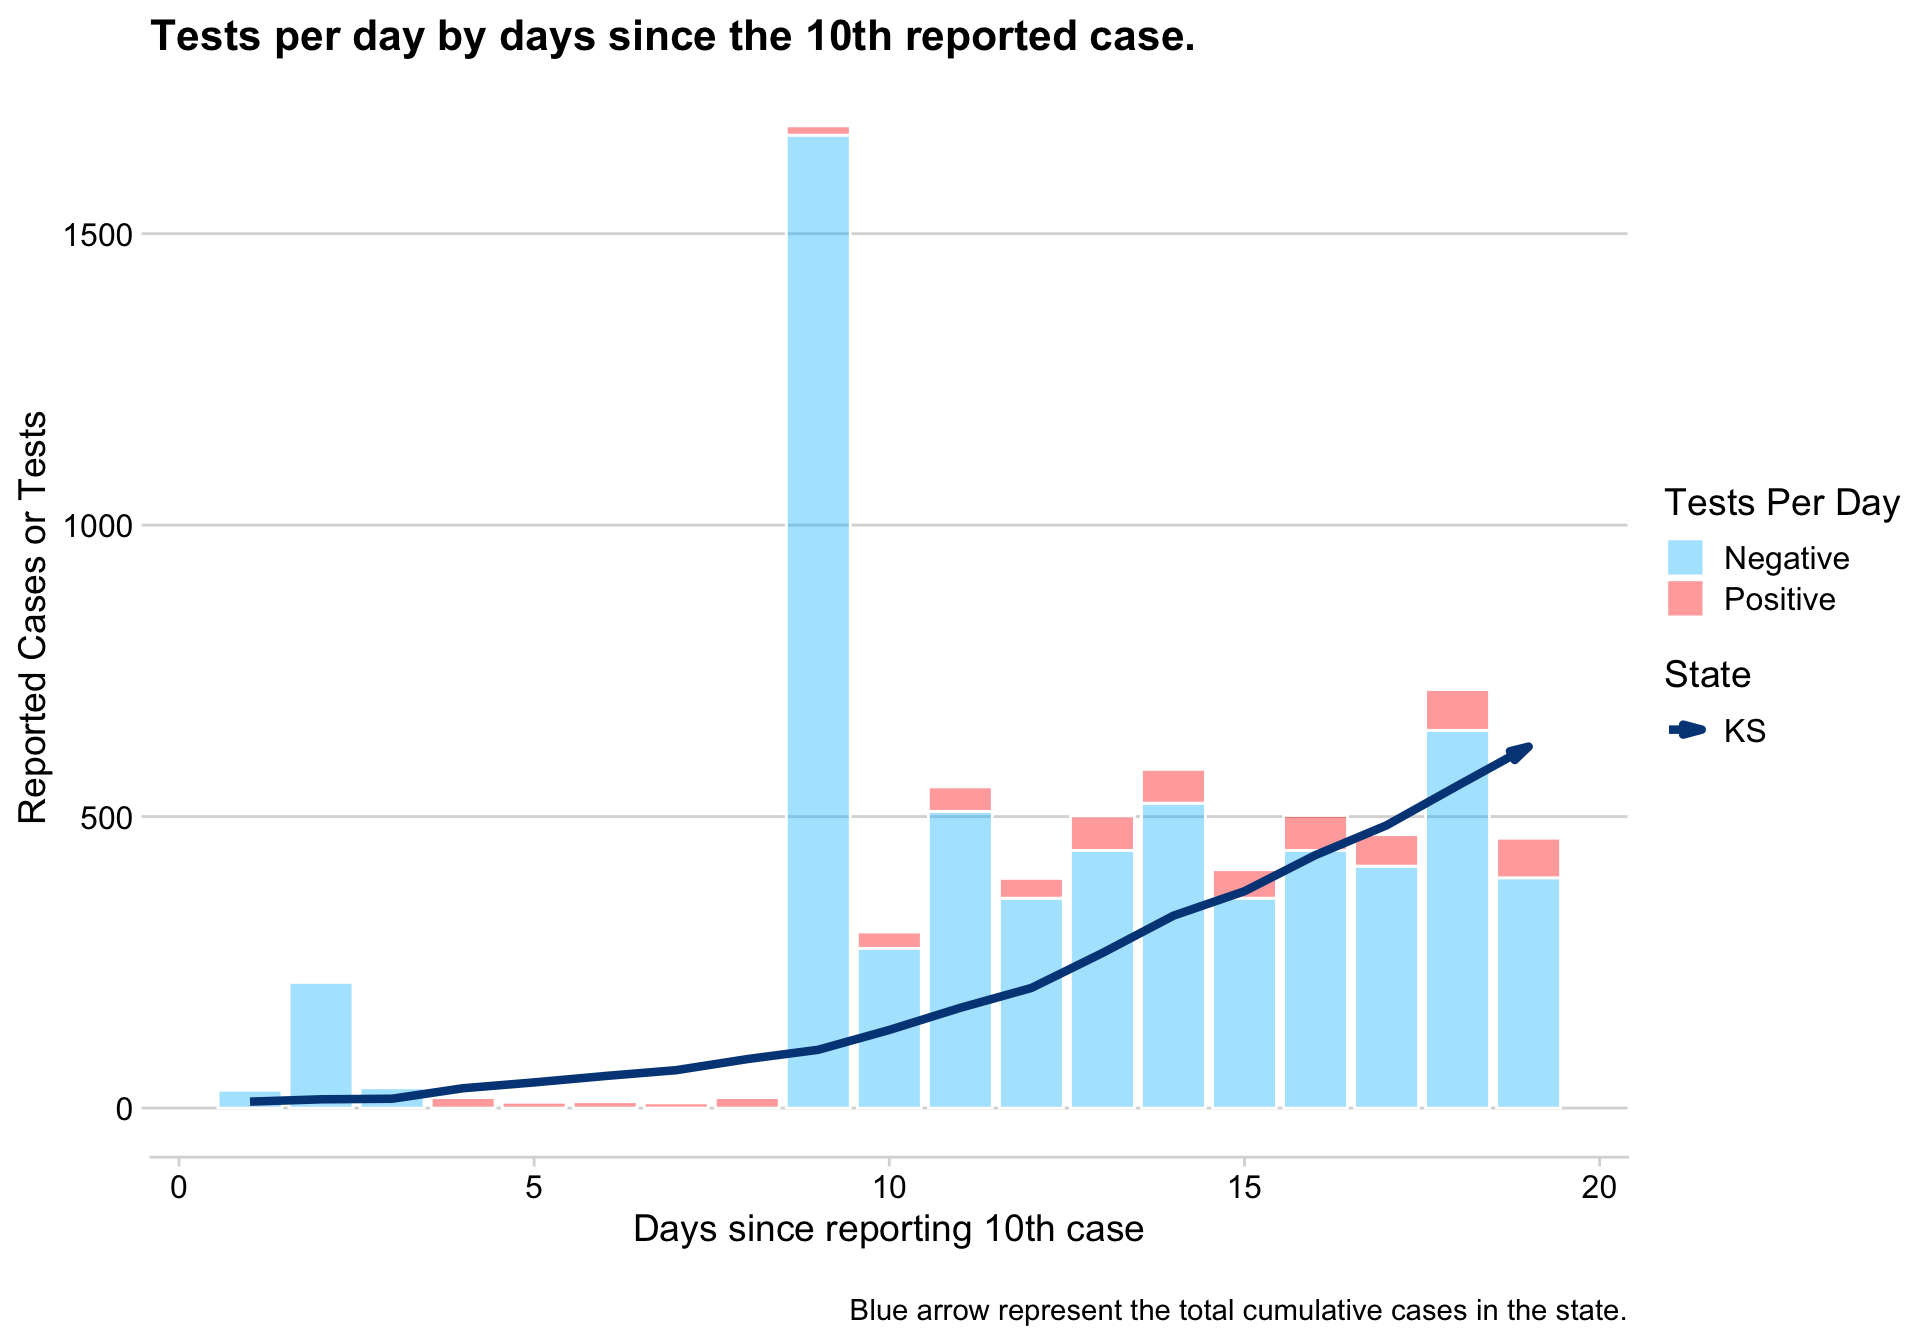 Tests per day by days since the 10th reported case.
Reported Cases or Tests
1500
1000
500
0
0 5 10 15 20
Days since reporting 10th case
Tests Per Day
Negative
Positive
State
KS
Blue arrow represent the total cumulative cases in the state.